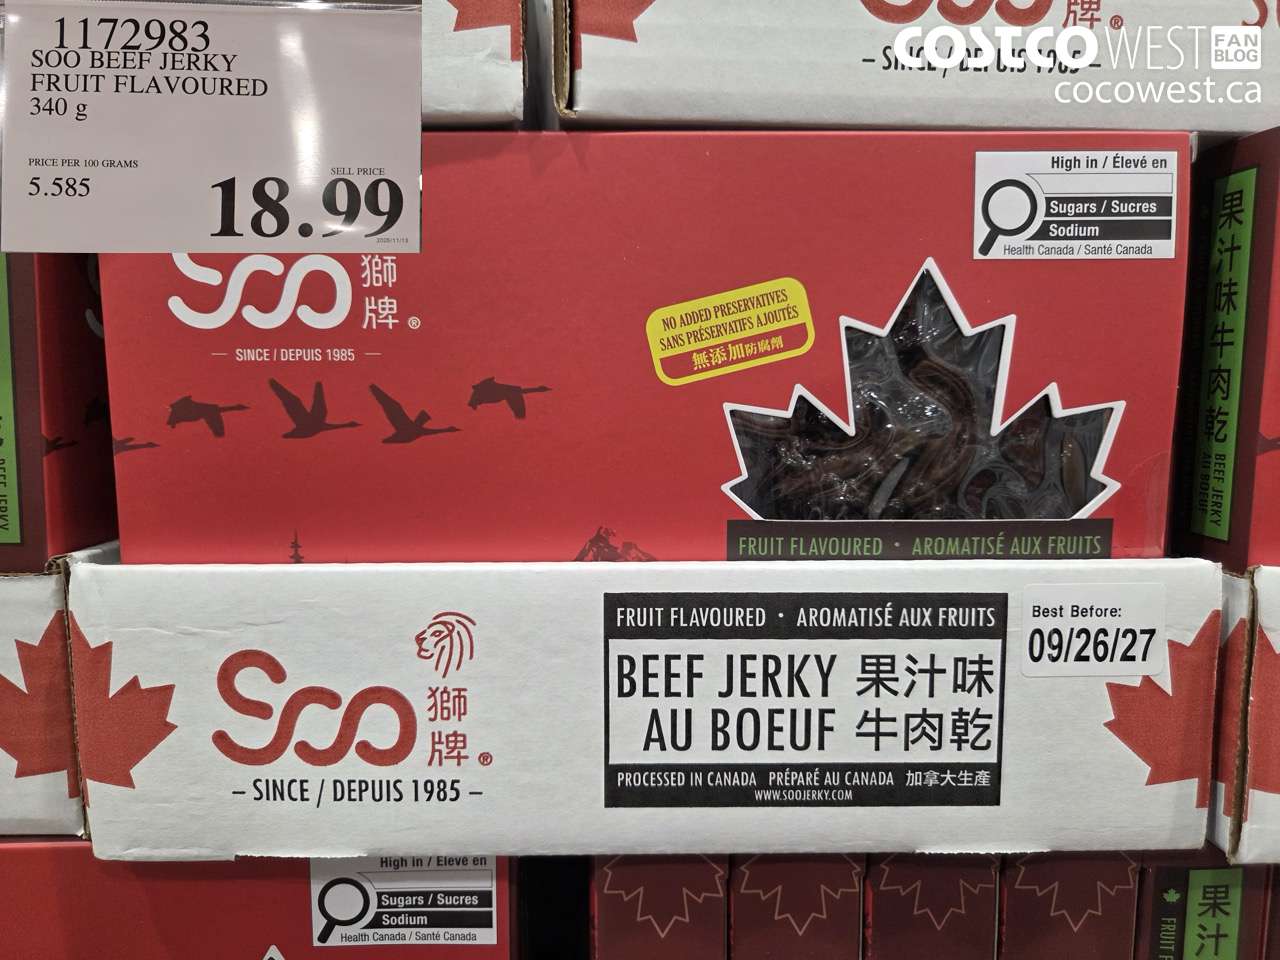 1172983
SOO BEEF JERKY
FRUIT FLAVOURED
340 g
PRICE PER 100 GRAMS
5.585
SELL PRICE
18.99
COSTCO WEST FAN BLOG
cocowest.ca
High in / Élevé en
Sugars / Sucres
Sodium
Health Canada / Santé Canada
SOO 獅牌®
SINCE / DEPUIS 1985
NO ADDED PRESERVATIVES
SANS PRÉSERVATIFS AJOUTÉS
無添加防腐劑
FRUIT FLAVOURED · AROMATISÉ AUX FRUITS
果汁味牛肉乾
BEEF JERKY
AU BOEUF
SOO 獅牌®
– SINCE / DEPUIS 1985 –
FRUIT FLAVOURED · AROMATISÉ AUX FRUITS
BEEF JERKY 果汁味
AU BOEUF 牛肉乾
PROCESSED IN CANADA PRÉPARÉ AU CANADA 加拿大生產
WWW.SOOJERKY.COM
Best Before:
09/26/27
High in / Élevé en
Sugars / Sucres
Sodium
Health Canada / Santé Canada
果汁